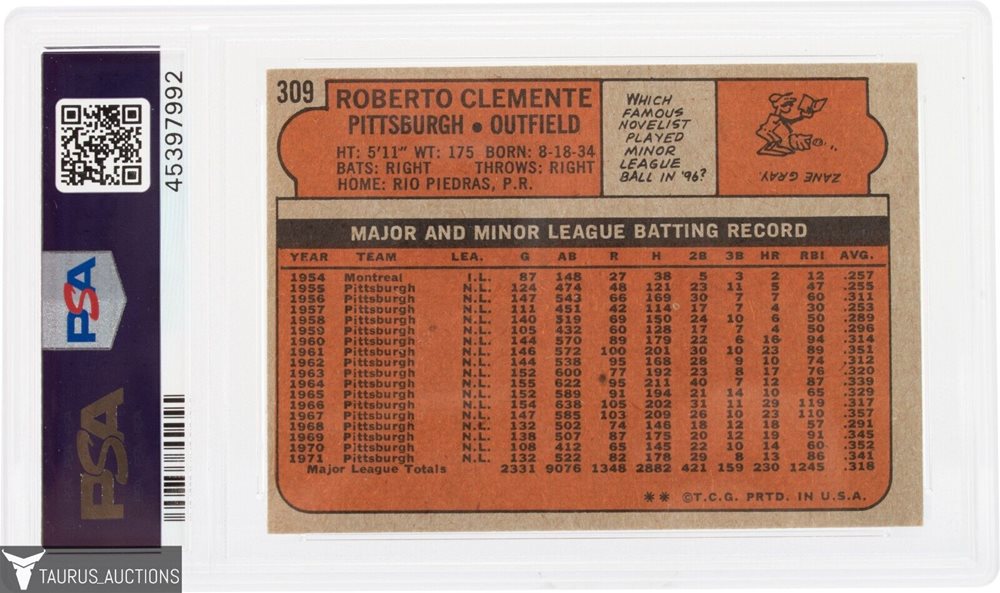 309
ROBERTO CLEMENTE
PITTSBURGH • OUTFIELD
HT: 5'11" WT: 175 BORN: 8-18-34
BATS: RIGHT THROWS: RIGHT
HOME: RIO PIEDRAS, P.R.
WHICH
FAMOUS
NOVELIST
PLAYED
MINOR
LEAGUE
BALL IN '96?
ZANE GRAY.
MAJOR AND MINOR LEAGUE BATTING RECORD
YEAR TEAM LEA. G AB R H 2B 3B HR RBI AVG.
1954 Montreal I.L. 87 148 27 38 5 3 2 12 .257
1955 Pittsburgh N.L. 124 474 48 121 23 11 5 47 .255
1956 Pittsburgh N.L. 147 543 66 169 30 7 7 60 .311
1957 Pittsburgh N.L. 111 451 42 114 17 7 4 30 .253
1958 Pittsburgh N.L. 140 519 69 150 24 10 6 50 .289
1959 Pittsburgh N.L. 105 432 60 128 17 7 4 50 .296
1960 Pittsburgh N.L. 144 570 89 179 22 6 16 94 .314
1961 Pittsburgh N.L. 146 572 100 201 30 10 23 89 .351
1962 Pittsburgh N.L. 144 538 95 168 28 9 10 74 .312
1963 Pittsburgh N.L. 152 600 77 192 23 8 17 76 .320
1964 Pittsburgh N.L. 155 622 95 211 40 7 12 87 .339
1965 Pittsburgh N.L. 152 589 91 194 21 14 10 65 .329
1966 Pittsburgh N.L. 154 638 105 202 31 11 29 119 .317
1967 Pittsburgh N.L. 147 585 103 209 26 10 23 110 .357
1968 Pittsburgh N.L. 132 502 74 146 18 12 18 57 .291
1969 Pittsburgh N.L. 138 507 87 175 20 12 19 91 .345
1970 Pittsburgh N.L. 108 412 65 145 22 10 14 60 .352
1971 Pittsburgh N.L. 132 522 82 178 29 8 13 86 .341
Major League Totals 2331 9076 1348 2882 421 159 230 1245 .318
** ©T.C.G. PRTD. IN U.S.A.
45397992
PSA
PSA
TAURUS_AUCTIONS